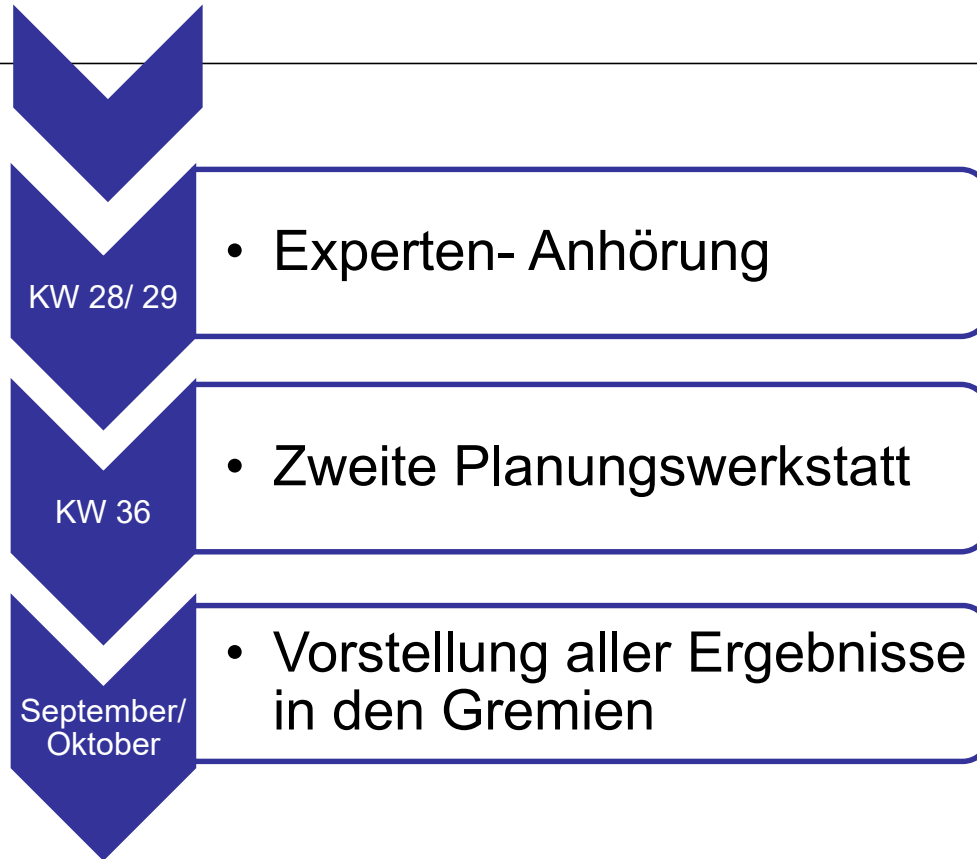 KW 28/ 29
• Experten- Anhörung
KW 36
• Zweite Planungswerkstatt
September/
Oktober
• Vorstellung aller Ergebnisse
in den Gremien